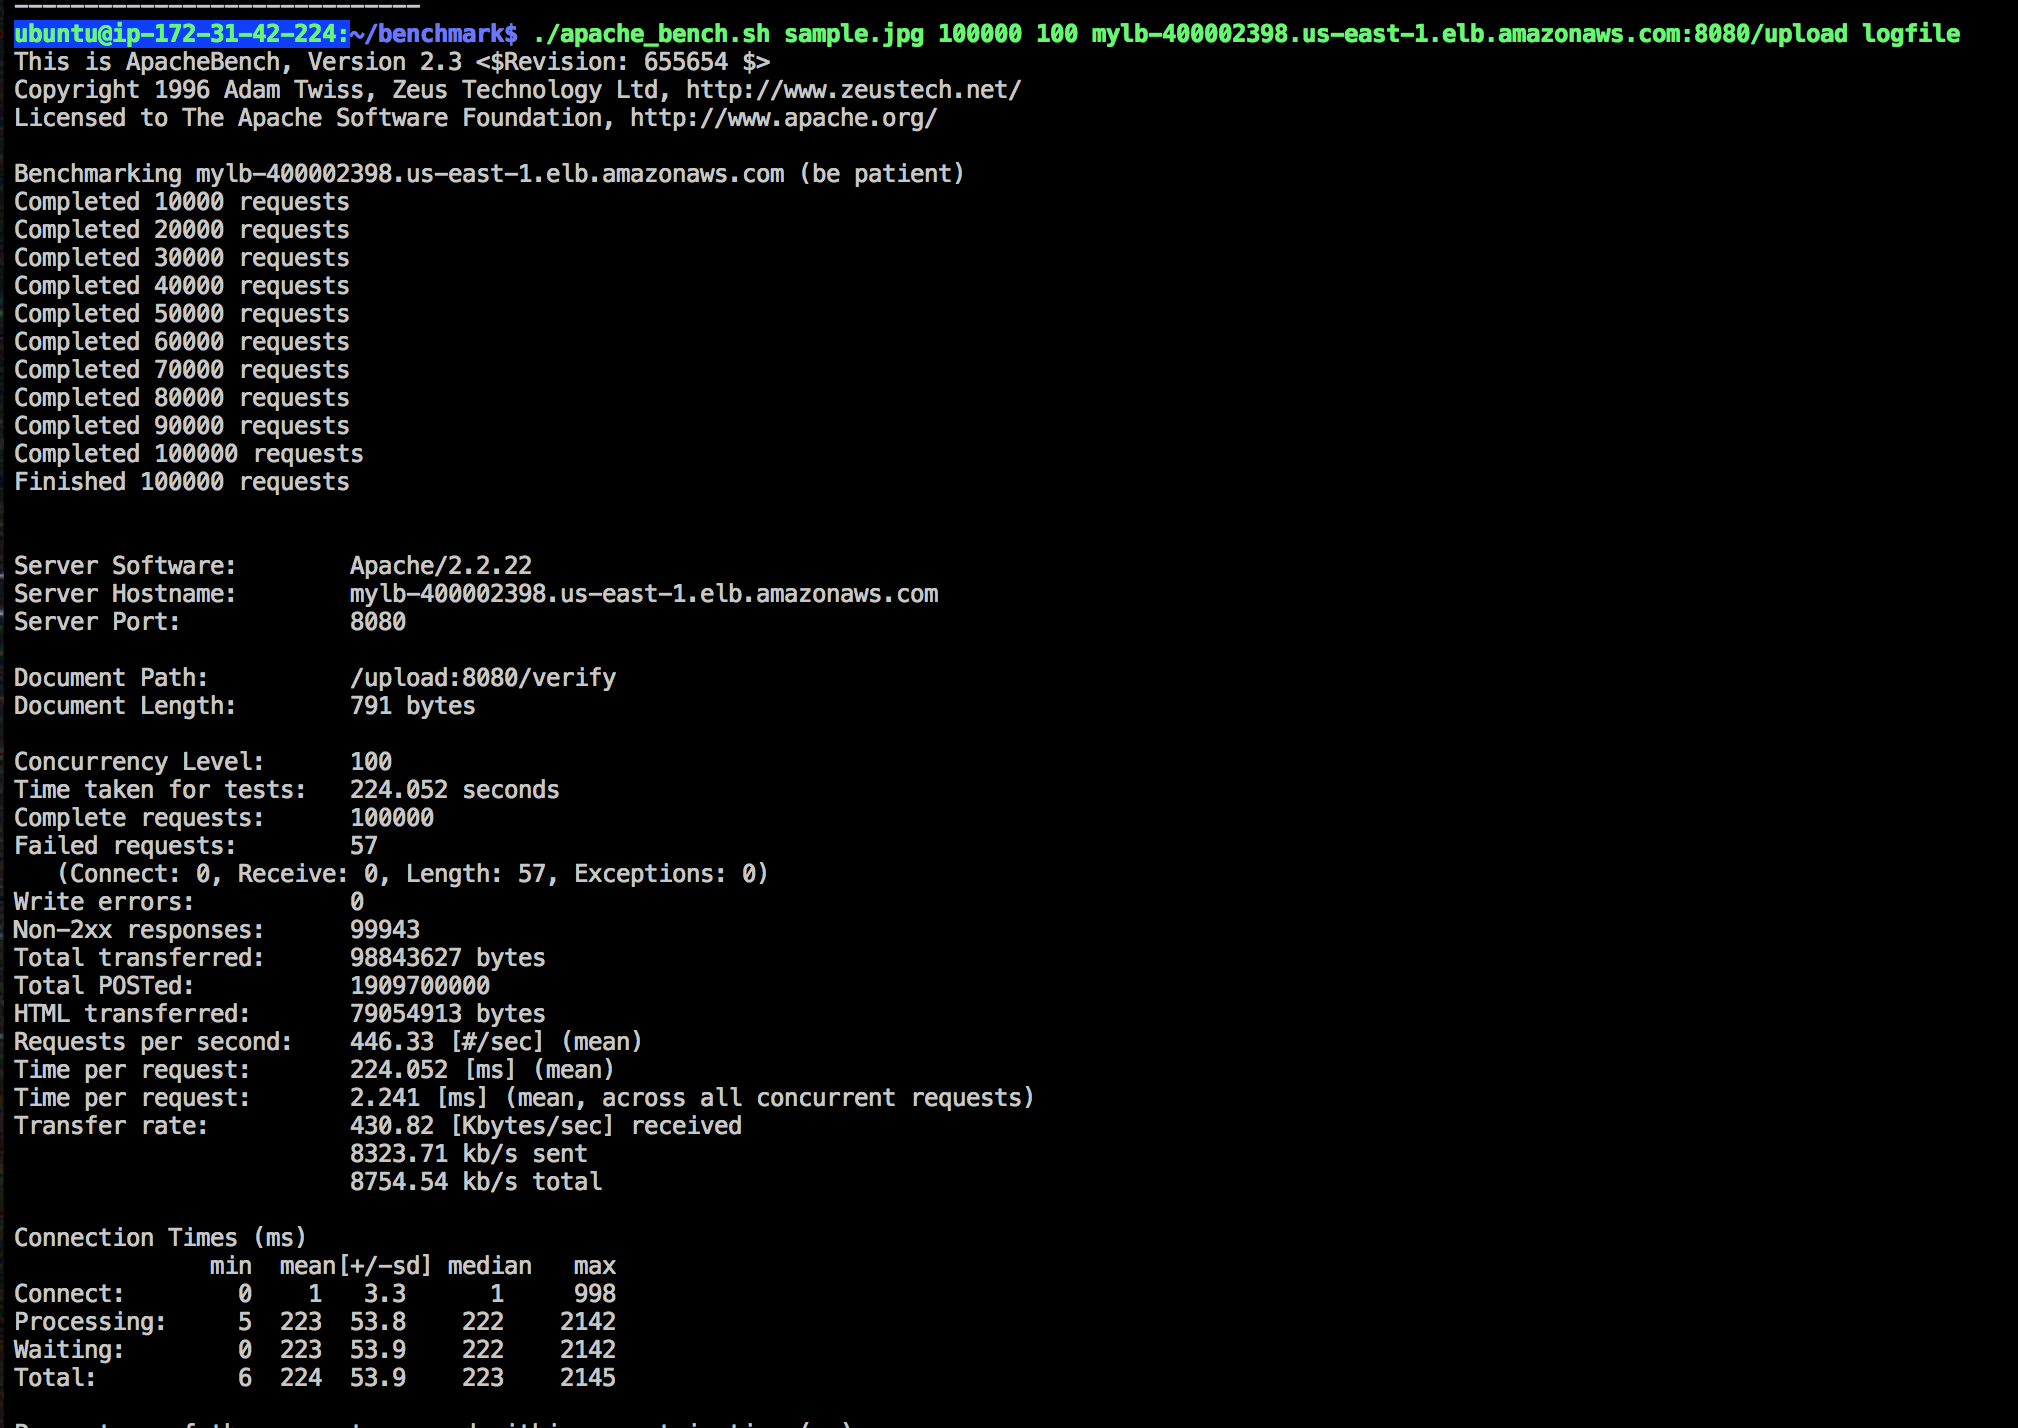 ubuntu@ip-172-31-42-224:~/benchmark$ ./apache_bench.sh sample.jpg 100000 100 mylb-400002398.us-east-1.elb.amazonaws.com:8080/upload logfile
This is ApacheBench, Version 2.3 <$Revision: 655654 $>
Copyright 1996 Adam Twiss, Zeus Technology Ltd, http://www.zeustech.net/
Licensed to The Apache Software Foundation, http://www.apache.org/

Benchmarking mylb-400002398.us-east-1.elb.amazonaws.com (be patient)
Completed 10000 requests
Completed 20000 requests
Completed 30000 requests
Completed 40000 requests
Completed 50000 requests
Completed 60000 requests
Completed 70000 requests
Completed 80000 requests
Completed 90000 requests
Completed 100000 requests
Finished 100000 requests

Server Software:        Apache/2.2.22
Server Hostname:        mylb-400002398.us-east-1.elb.amazonaws.com
Server Port:            8080

Document Path:          /upload:8080/verify
Document Length:        791 bytes

Concurrency Level:      100
Time taken for tests:   224.052 seconds
Complete requests:      100000
Failed requests:        57
   (Connect: 0, Receive: 0, Length: 57, Exceptions: 0)
Write errors:           0
Non-2xx responses:      99943
Total transferred:      98843627 bytes
Total POSTed:           1909700000
HTML transferred:       79054913 bytes
Requests per second:    446.33 [#/sec] (mean)
Time per request:       224.052 [ms] (mean)
Time per request:       2.241 [ms] (mean, across all concurrent requests)
Transfer rate:          430.82 [Kbytes/sec] received
                        8323.71 kb/s sent
                        8754.54 kb/s total

Connection Times (ms)
              min  mean[+/-sd] median   max
Connect:        0    1   3.3      1     998
Processing:     5  223  53.8    222    2142
Waiting:        0  223  53.9    222    2142
Total:          6  224  53.9    223    2145